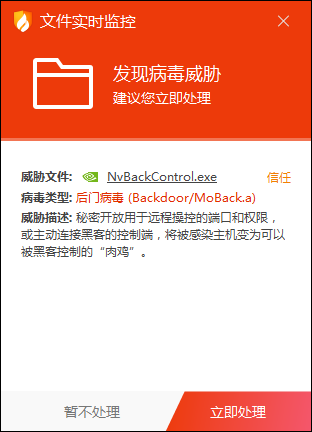 文件实时监控
发现病毒威胁
建议您立即处理
威胁文件: NvBackControl.exe 信任
病毒类型: 后门病毒 (Backdoor/MoBack.a)
威胁描述: 秘密开放用于远程操控的端口和权限，
或主动连接黑客的控制端，将被感染主机变为可以
被黑客控制的“肉鸡”。
暂不处理 立即处理